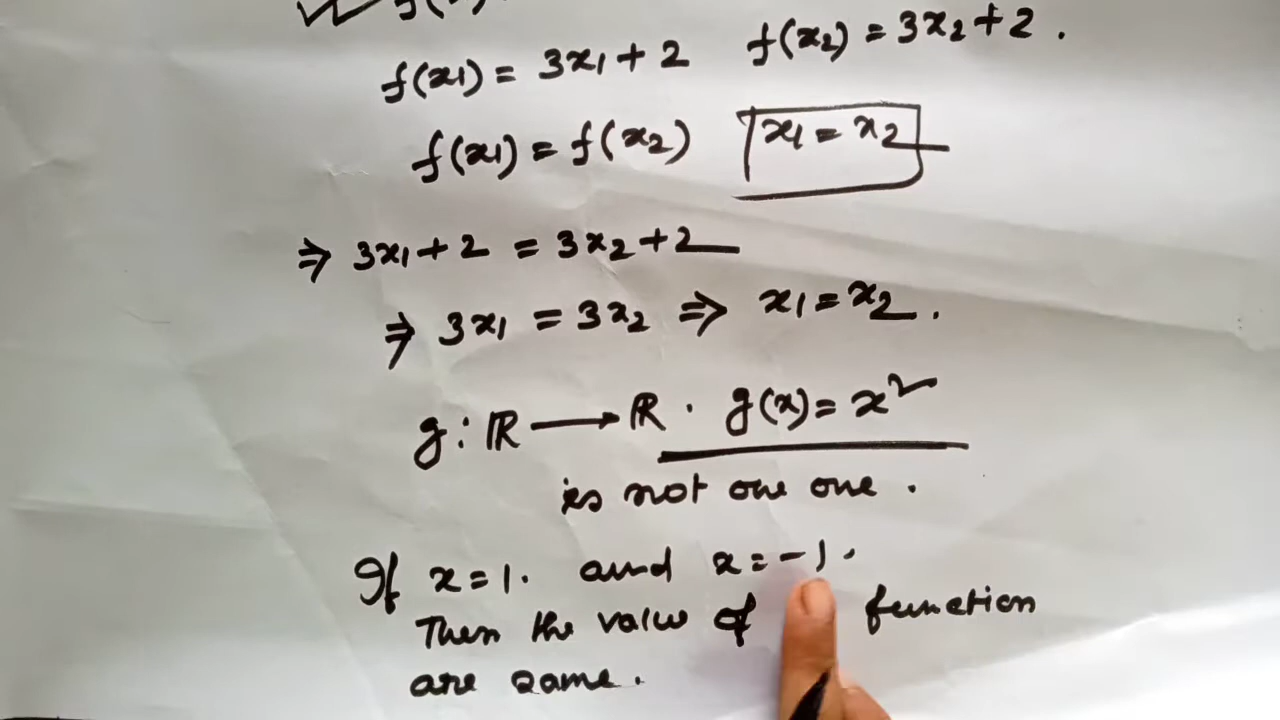 f(x₁) = 3x₁ + 2 f(x₂) = 3x₂ + 2 .
f(x₁) = f(x₂) x₁ = x₂
⇒ 3x₁ + 2 = 3x₂ + 2
⇒ 3x₁ = 3x₂ ⇒ x₁ = x₂ .
g : ℝ ⟶ ℝ . g(x) = x²
is not one one .
If x = 1 . and x = -1 .
Then the value of function
are same .